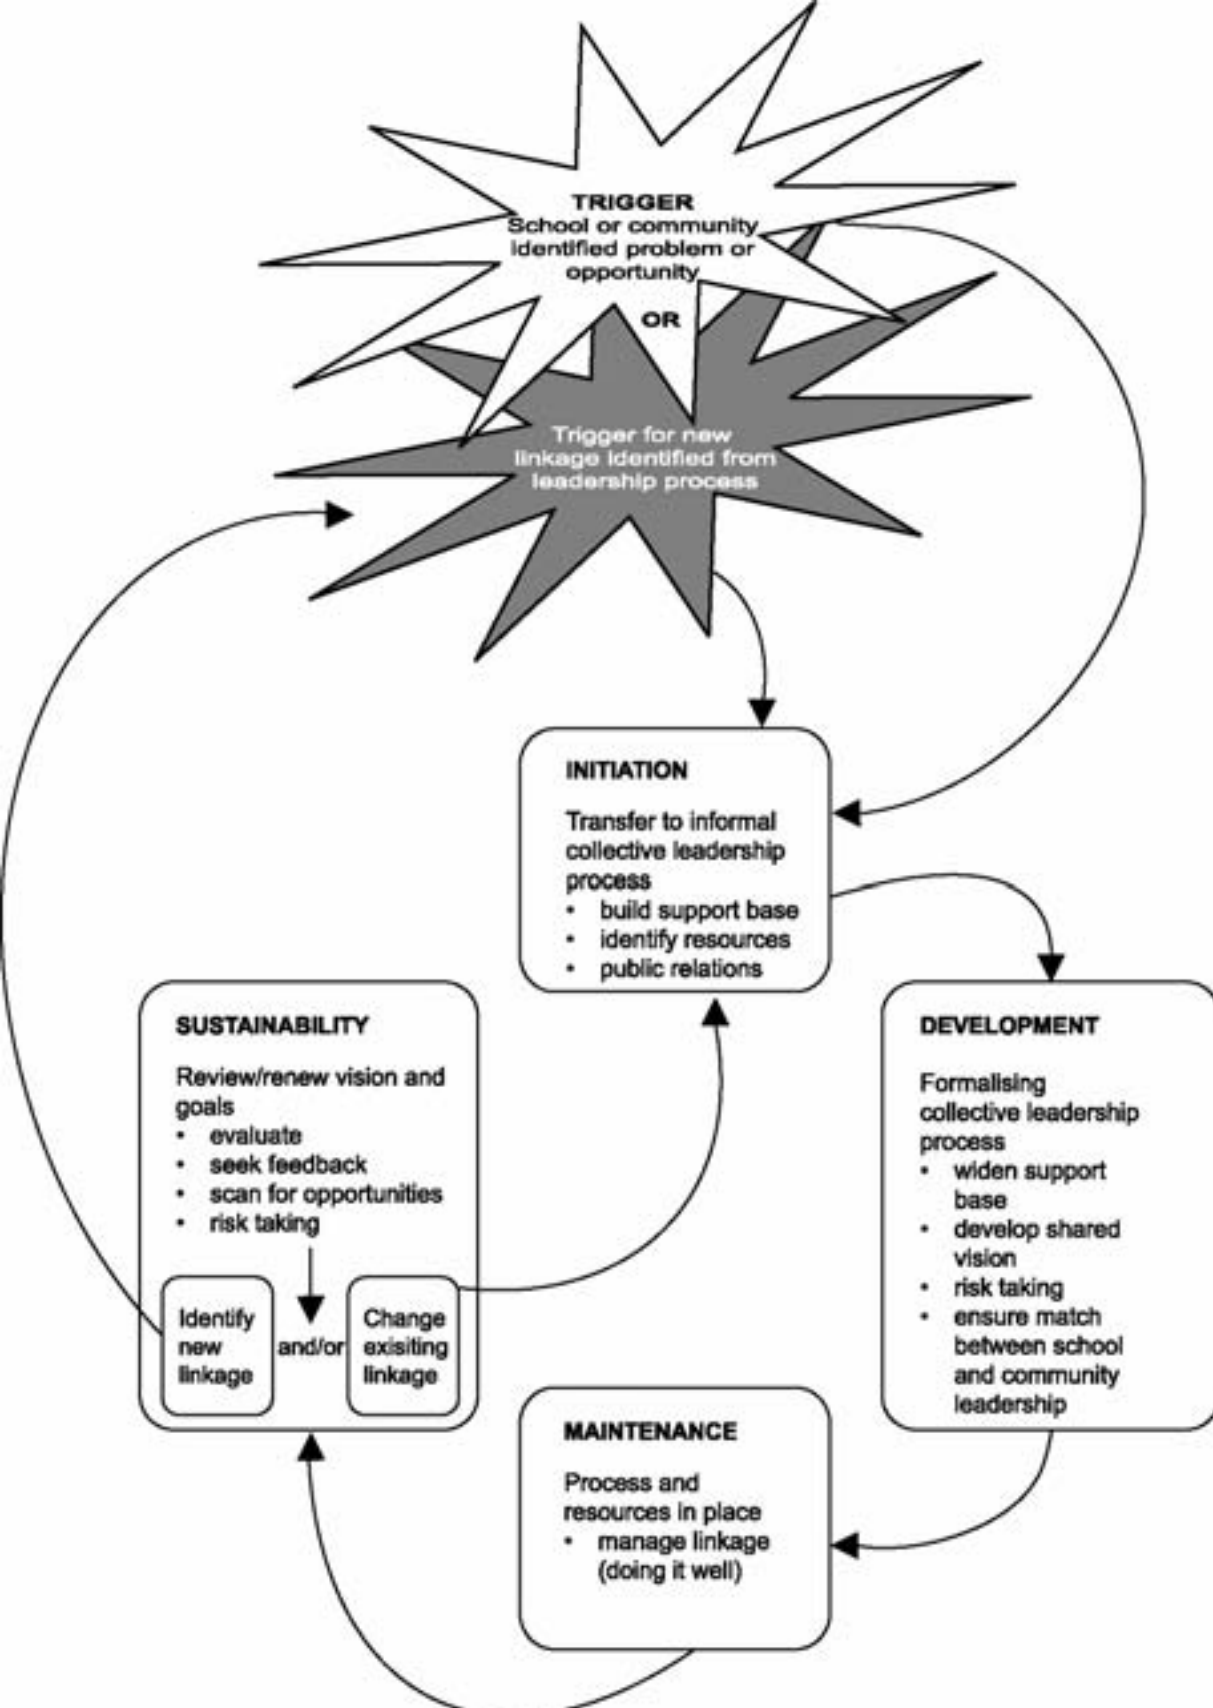 TRIGGER
School or community
identified problem or
opportunity
OR
Trigger for new
linkage identified from
leadership process
INITIATION
Transfer to informal
collective leadership
process
• build support base
• identify resources
• public relations
SUSTAINABILITY
Review/renew vision and
goals
• evaluate
• seek feedback
• scan for opportunities
• risk taking
Identify
new
linkage
and/or
Change
exisiting
linkage
DEVELOPMENT
Formalising
collective leadership
process
• widen support
base
• develop shared
vision
• risk taking
• ensure match
between school
and community
leadership
MAINTENANCE
Process and
resources in place
• manage linkage
(doing it well)